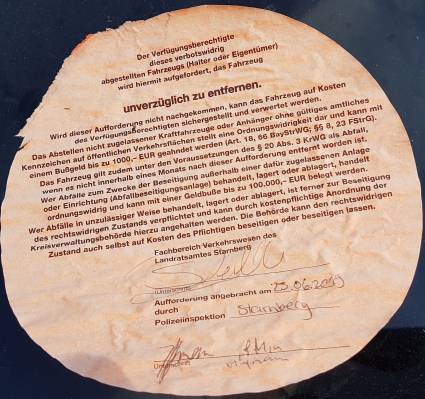 Der Verfügungsberechtigte
dieses verbotswidrig
abgestellten Fahrzeugs (Halter oder Eigentümer)
wird hiermit aufgefordert, das Fahrzeug
unverzüglich zu entfernen.
Wird dieser Aufforderung nicht nachgekommen, kann das Fahrzeug auf Kosten
des Verfügungsberechtigten sichergestellt und verwertet werden.
Das Abstellen nicht zugelassener Kraftfahrzeuge oder Anhänger ohne gültiges amtliches
Kennzeichen auf öffentlichen Verkehrsflächen stellt eine Ordnungswidrigkeit dar und kann mit
einem Bußgeld bis zu 1000,– EUR geahndet werden (Art. 18, 66 BayStrWG; §§ 8, 23 FStrG).
Das Fahrzeug gilt zudem unter den Voraussetzungen des § 20 Abs. 3 KrWG als Abfall,
wenn es nicht innerhalb eines Monats nach dieser Aufforderung entfernt worden ist.
Wer Abfälle zum Zwecke der Beseitigung außerhalb einer dafür zugelassenen Anlage
oder Einrichtung (Abfallbeseitigungsanlage) behandelt, lagert oder ablagert, handelt
ordnungswidrig und kann mit einer Geldbuße bis zu 100.000,– EUR belegt werden.
Wer Abfälle in unzulässiger Weise behandelt, lagert oder ablagert, ist ferner zur Beseitigung
des rechtswidrigen Zustands verpflichtet und kann durch kostenpflichtige Anordnung der
Kreisverwaltungsbehörde hierzu angehalten werden. Die Behörde kann den rechtswidrigen
Zustand auch selbst auf Kosten des Pflichtigen beseitigen oder beseitigen lassen.
Fachbereich Verkehrswesen des
Landratsamtes Starnberg
(Unterschrift)
Aufforderung angebracht am 23.06.2019
durch
Polizeiinspektion Starnberg
Unterschrift